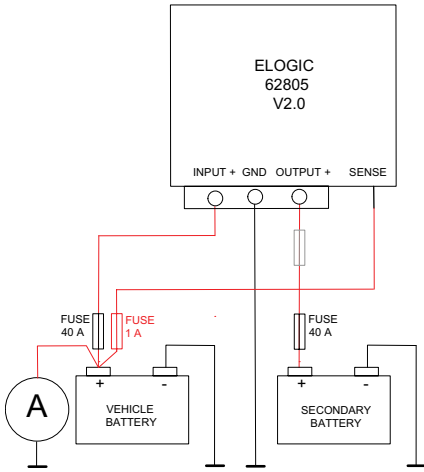 ELOGIC
62805
V2.0
INPUT + GND OUTPUT + SENSE
FUSE
40 A
FUSE
1 A
FUSE
40 A
+ -
+ -
A
VEHICLE
BATTERY
SECONDARY
BATTERY